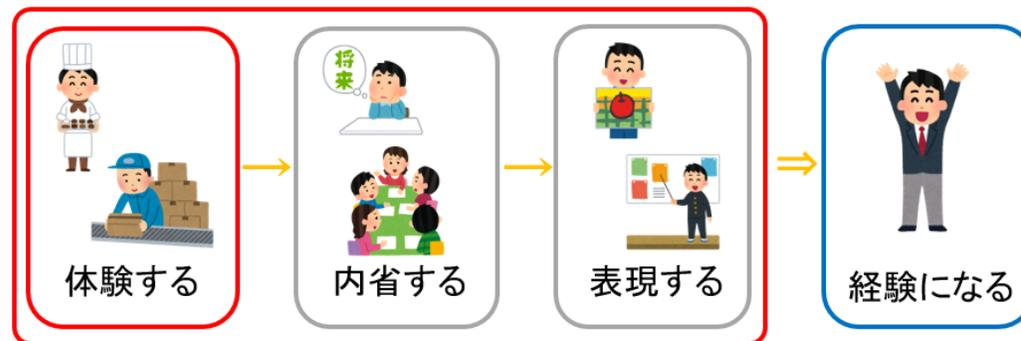 将来
体験する
内省する
表現する
経験になる